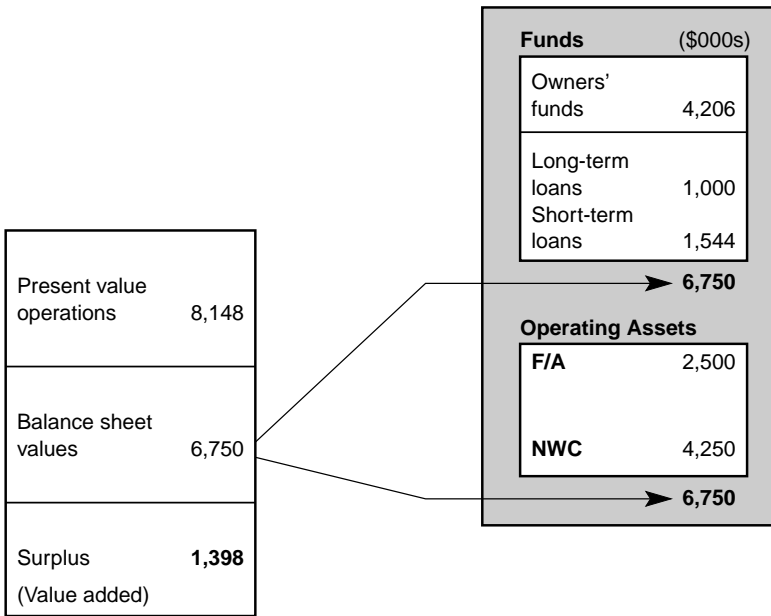 Funds ($000s)
Owners'
funds 4,206
Long-term
loans 1,000
Short-term
loans 1,544
6,750
Operating Assets
F/A 2,500
NWC 4,250
6,750
Present value
operations 8,148
Balance sheet
values 6,750
Surplus 1,398
(Value added)